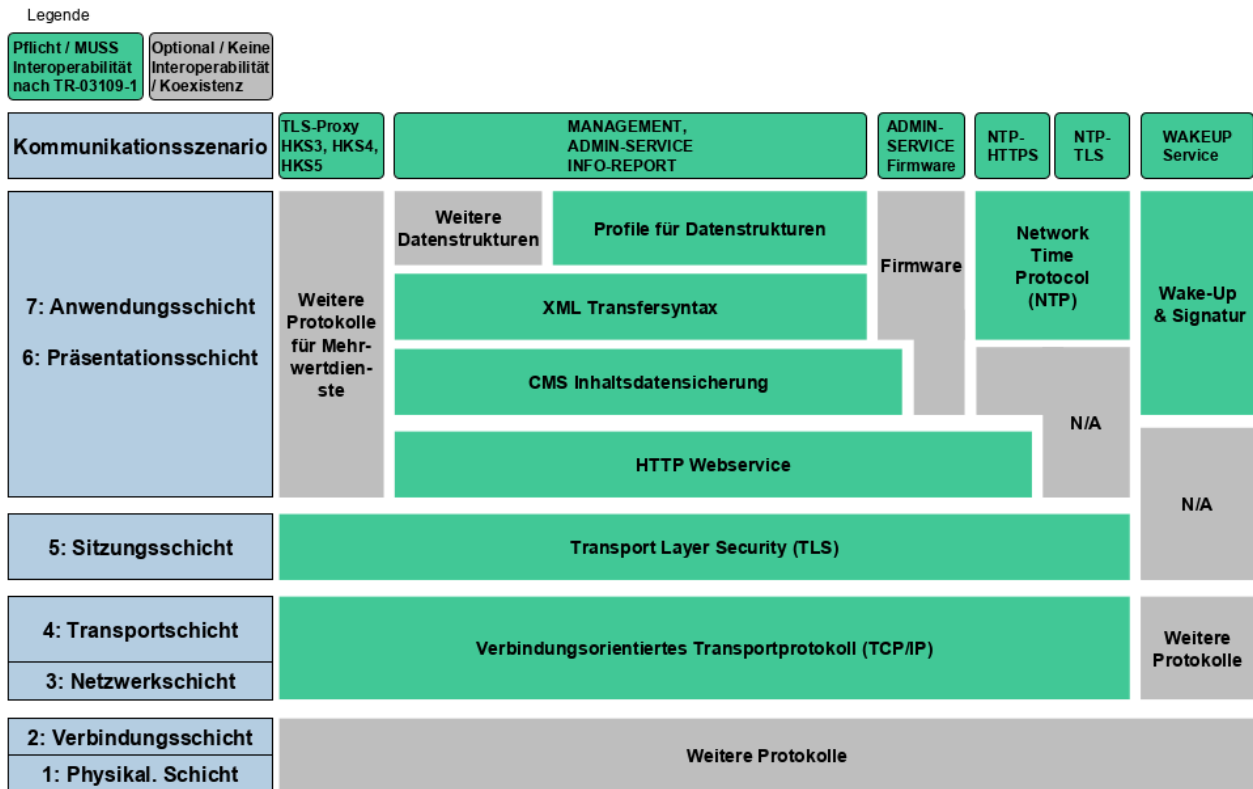 Legende
Pflicht / MUSS
Interoperabilität
nach TR-03109-1
Optional / Keine
Interoperabilität
/ Koexistenz
Kommunikationsszenario
TLS-Proxy
HKS3, HKS4,
HKS5
MANAGEMENT,
ADMIN-SERVICE
INFO-REPORT
ADMIN-
SERVICE
Firmware
NTP-
HTTPS
NTP-
TLS
WAKEUP
Service
7: Anwendungsschicht
6: Präsentationsschicht
Weitere
Protokolle
für Mehr-
wertdien-
ste
Weitere
Datenstrukturen
Profile für Datenstrukturen
XML Transfersyntax
CMS Inhaltsdatensicherung
HTTP Webservice
Firmware
Network
Time
Protocol
(NTP)
N/A
Wake-Up
& Signatur
N/A
5: Sitzungsschicht
Transport Layer Security (TLS)
4: Transportschicht
3: Netzwerkschicht
Verbindungsorientiertes Transportprotokoll (TCP/IP)
Weitere
Protokolle
2: Verbindungsschicht
1: Physikal. Schicht
Weitere Protokolle